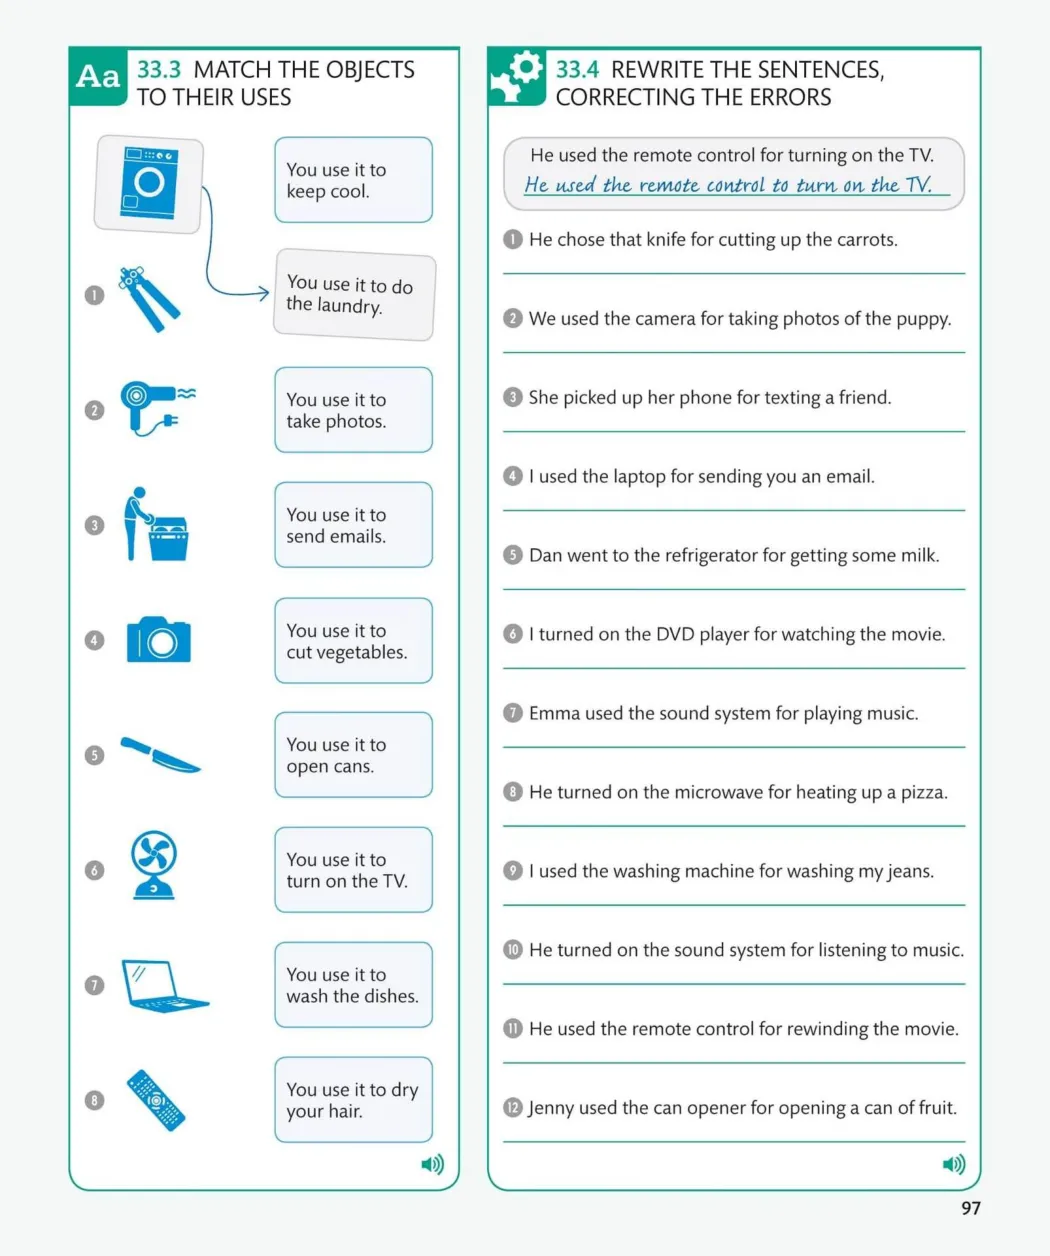 Aa
33.3 MATCH THE OBJECTS
TO THEIR USES
You use it to
keep cool.
You use it to do
the laundry.
1
You use it to
take photos.
2
You use it to
send emails.
3
You use it to
cut vegetables.
4
You use it to
open cans.
5
You use it to
turn on the TV.
6
You use it to
wash the dishes.
7
You use it to dry
your hair.
8
33.4 REWRITE THE SENTENCES,
CORRECTING THE ERRORS
He used the remote control for turning on the TV.
He used the remote control to turn on the TV.
1 He chose that knife for cutting up the carrots.
2 We used the camera for taking photos of the puppy.
3 She picked up her phone for texting a friend.
4 I used the laptop for sending you an email.
5 Dan went to the refrigerator for getting some milk.
6 I turned on the DVD player for watching the movie.
7 Emma used the sound system for playing music.
8 He turned on the microwave for heating up a pizza.
9 I used the washing machine for washing my jeans.
10 He turned on the sound system for listening to music.
11 He used the remote control for rewinding the movie.
12 Jenny used the can opener for opening a can of fruit.
97